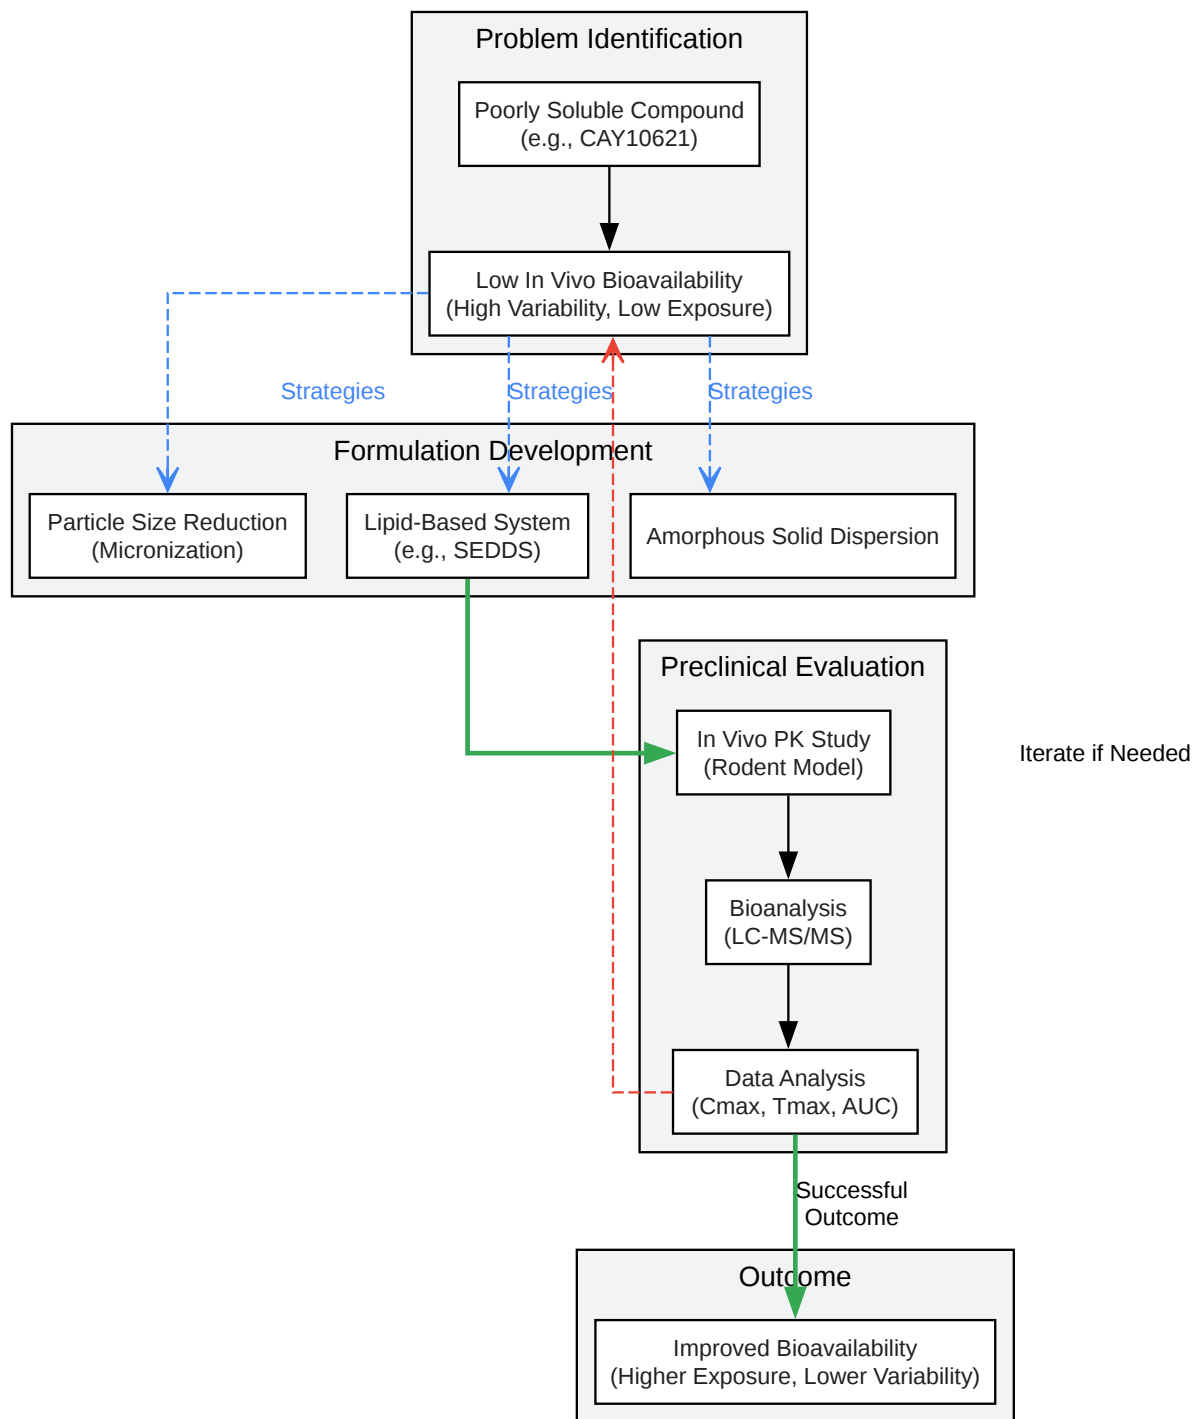 Problem Identification
Poorly Soluble Compound
(e.g., CAY10621)
Low In Vivo Bioavailability
(High Variability, Low Exposure)
Strategies
Strategies
Strategies
Formulation Development
Particle Size Reduction
(Micronization)
Lipid-Based System
(e.g., SEDDS)
Amorphous Solid Dispersion
Preclinical Evaluation
In Vivo PK Study
(Rodent Model)
Iterate if Needed
Bioanalysis
(LC-MS/MS)
Data Analysis
(Cmax, Tmax, AUC)
Successful
Outcome
Outcome
Improved Bioavailability
(Higher Exposure, Lower Variability)